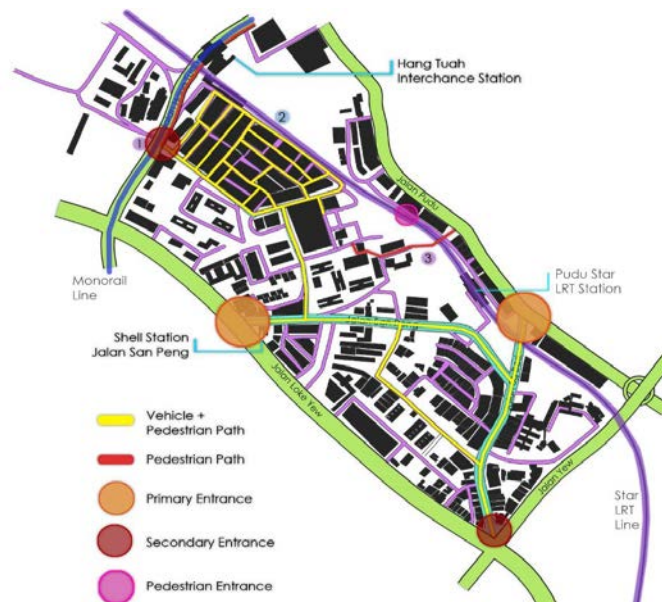 Hang Tuah
Interchance Station
1
2
Jalan Pudu
3
Monorail
Line
Pudu Star
LRT Station
Shell Station
Jalan San Peng
Jalan Loke Yew
Jalan Yew
Star
LRT
Line
Vehicle +
Pedestrian Path
Pedestrian Path
Primary Entrance
Secondary Entrance
Pedestrian Entrance